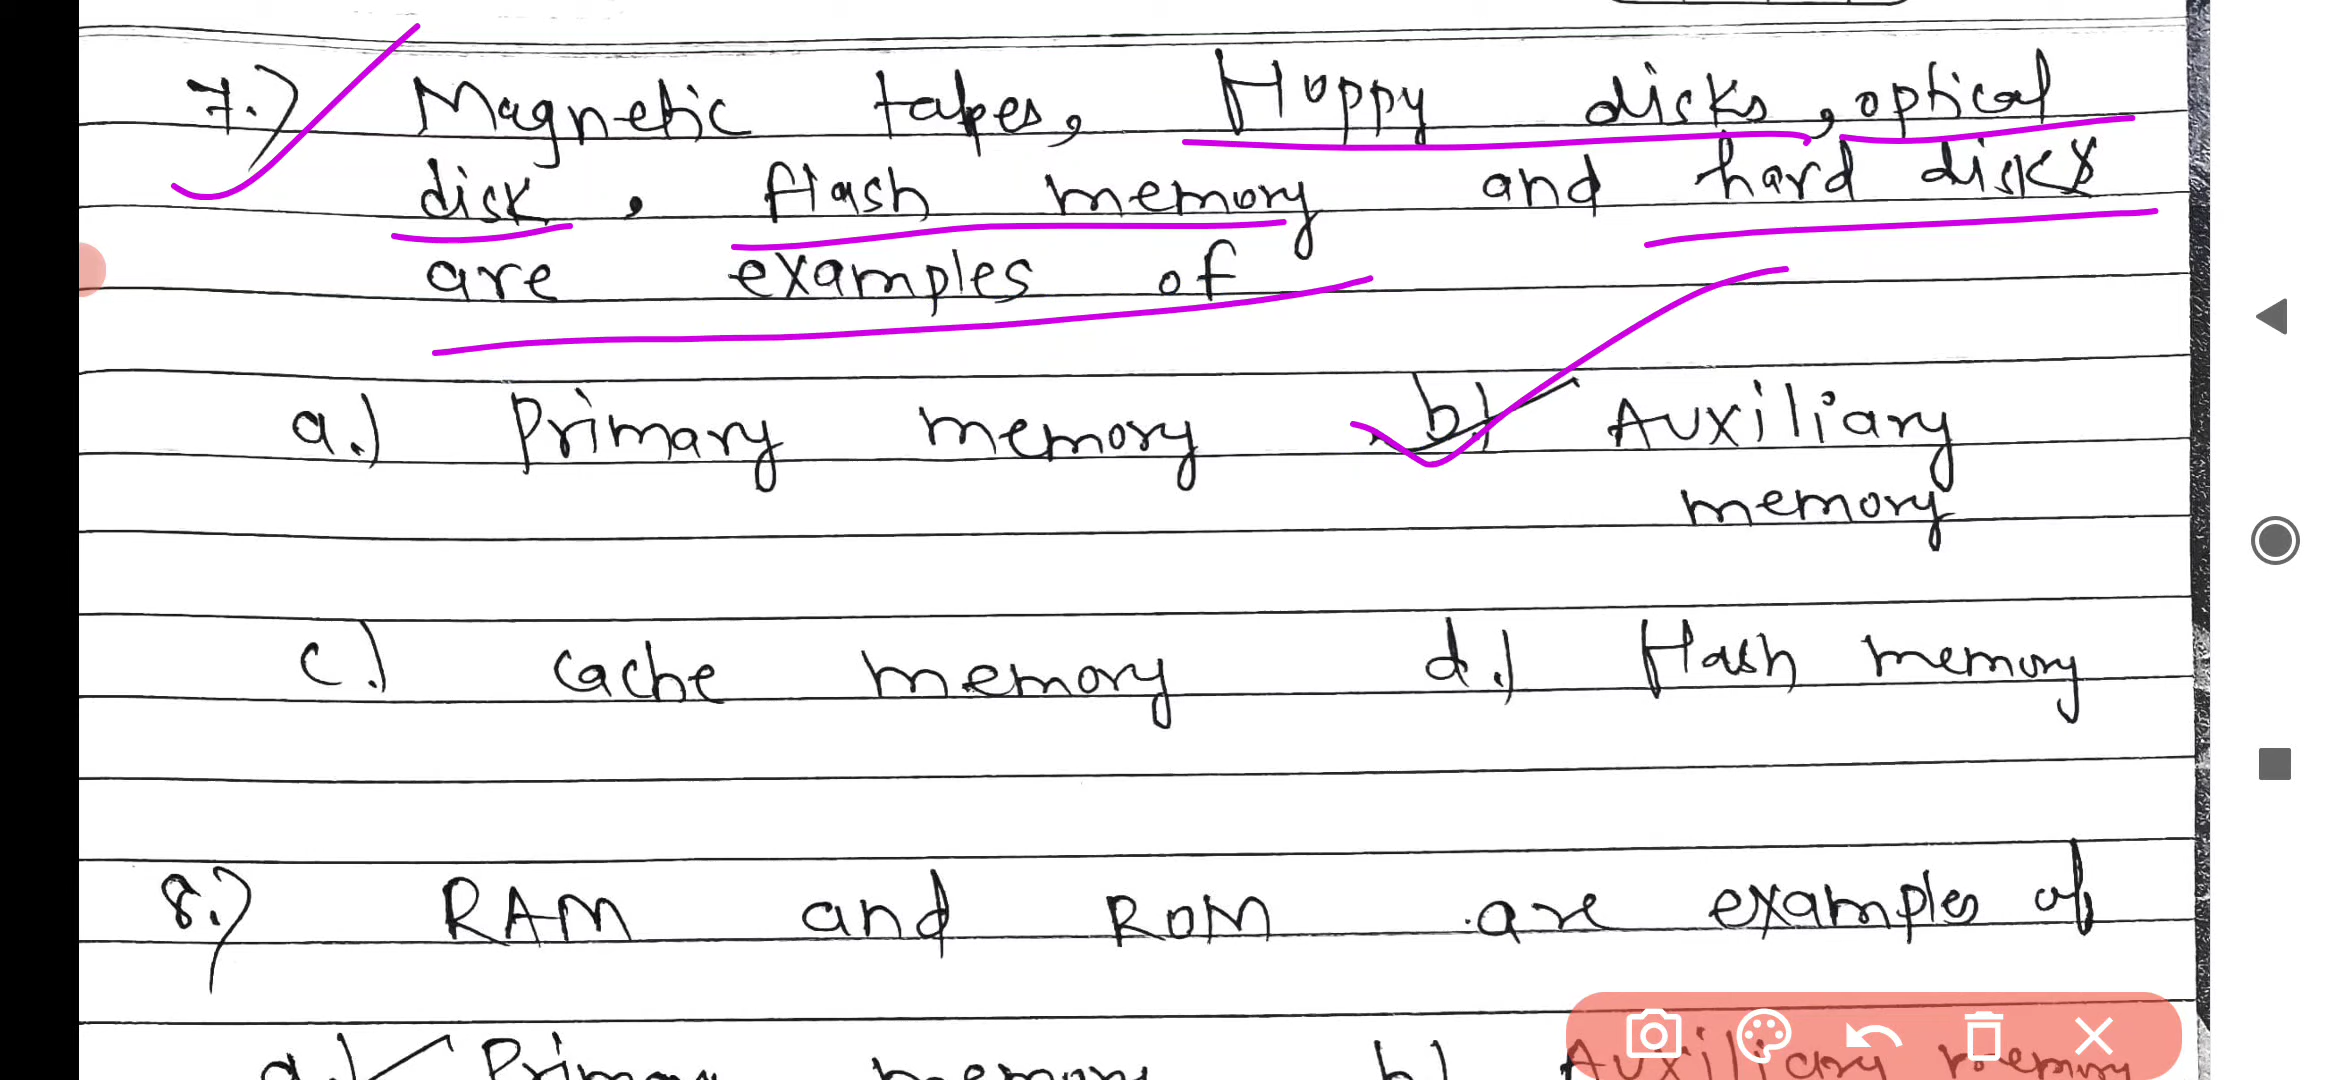 7.) Magnetic tapes, Floppy disks, optical
disk, flash memory and hard disks
are examples of
a.) Primary memory b) Auxiliary
memory
c.) Cache memory d.) Flash memory
8.) RAM and ROM are examples of
a.) Primary memory b) Auxiliary memory